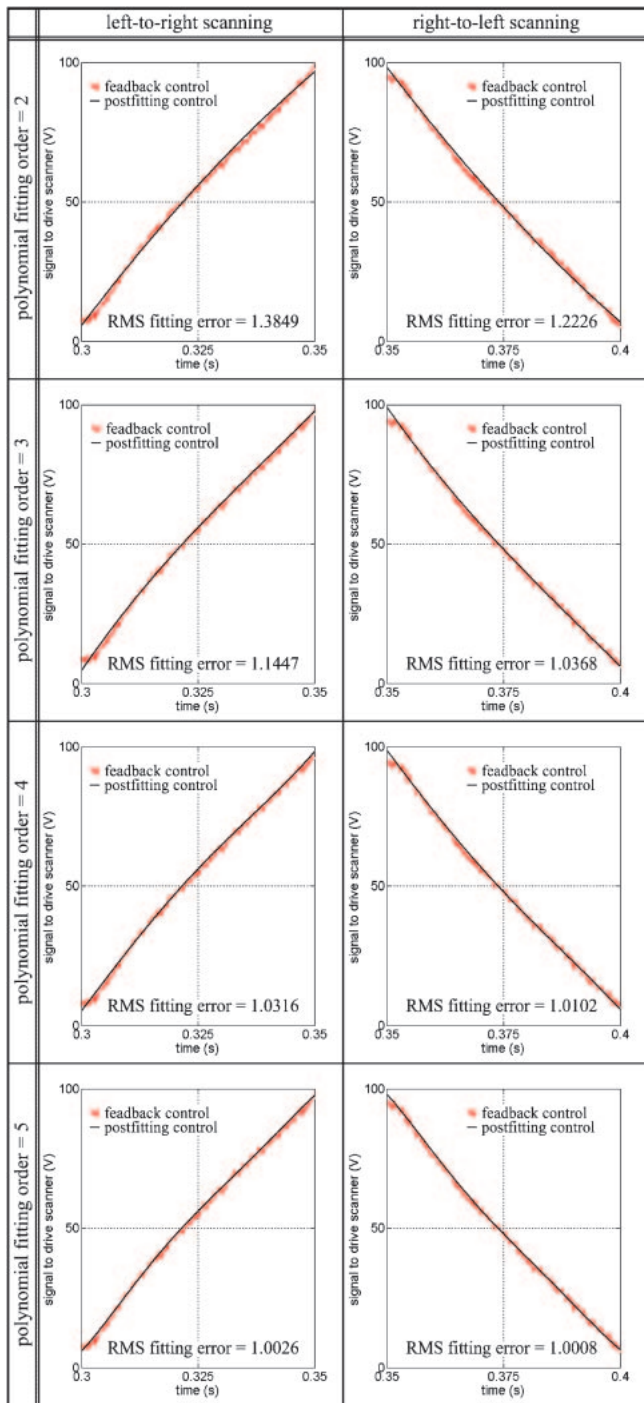 left-to-right scanning
right-to-left scanning
polynomial fitting order = 2
signal to drive scanner (V)
100
feadback control
postfitting control
50
RMS fitting error = 1.3849
0
0.3
0.325
0.35
time (s)
signal to drive scanner (V)
100
feadback control
postfitting control
50
RMS fitting error = 1.2226
0
0.35
0.375
0.4
time (s)
polynomial fitting order = 3
signal to drive scanner (V)
100
feadback control
postfitting control
50
RMS fitting error = 1.1447
0
0.3
0.325
0.35
time (s)
signal to drive scanner (V)
100
feadback control
postfitting control
50
RMS fitting error = 1.0368
0
0.35
0.375
0.4
time (s)
polynomial fitting order = 4
signal to drive scanner (V)
100
feadback control
postfitting control
50
RMS fitting error = 1.0316
0
0.3
0.325
0.35
time (s)
signal to drive scanner (V)
100
feadback control
postfitting control
50
RMS fitting error = 1.0102
0
0.35
0.375
0.4
time (s)
polynomial fitting order = 5
signal to drive scanner (V)
100
feadback control
postfitting control
50
RMS fitting error = 1.0026
0
0.3
0.325
0.35
time (s)
signal to drive scanner (V)
100
feadback control
postfitting control
50
RMS fitting error = 1.0008
0
0.35
0.375
0.4
time (s)